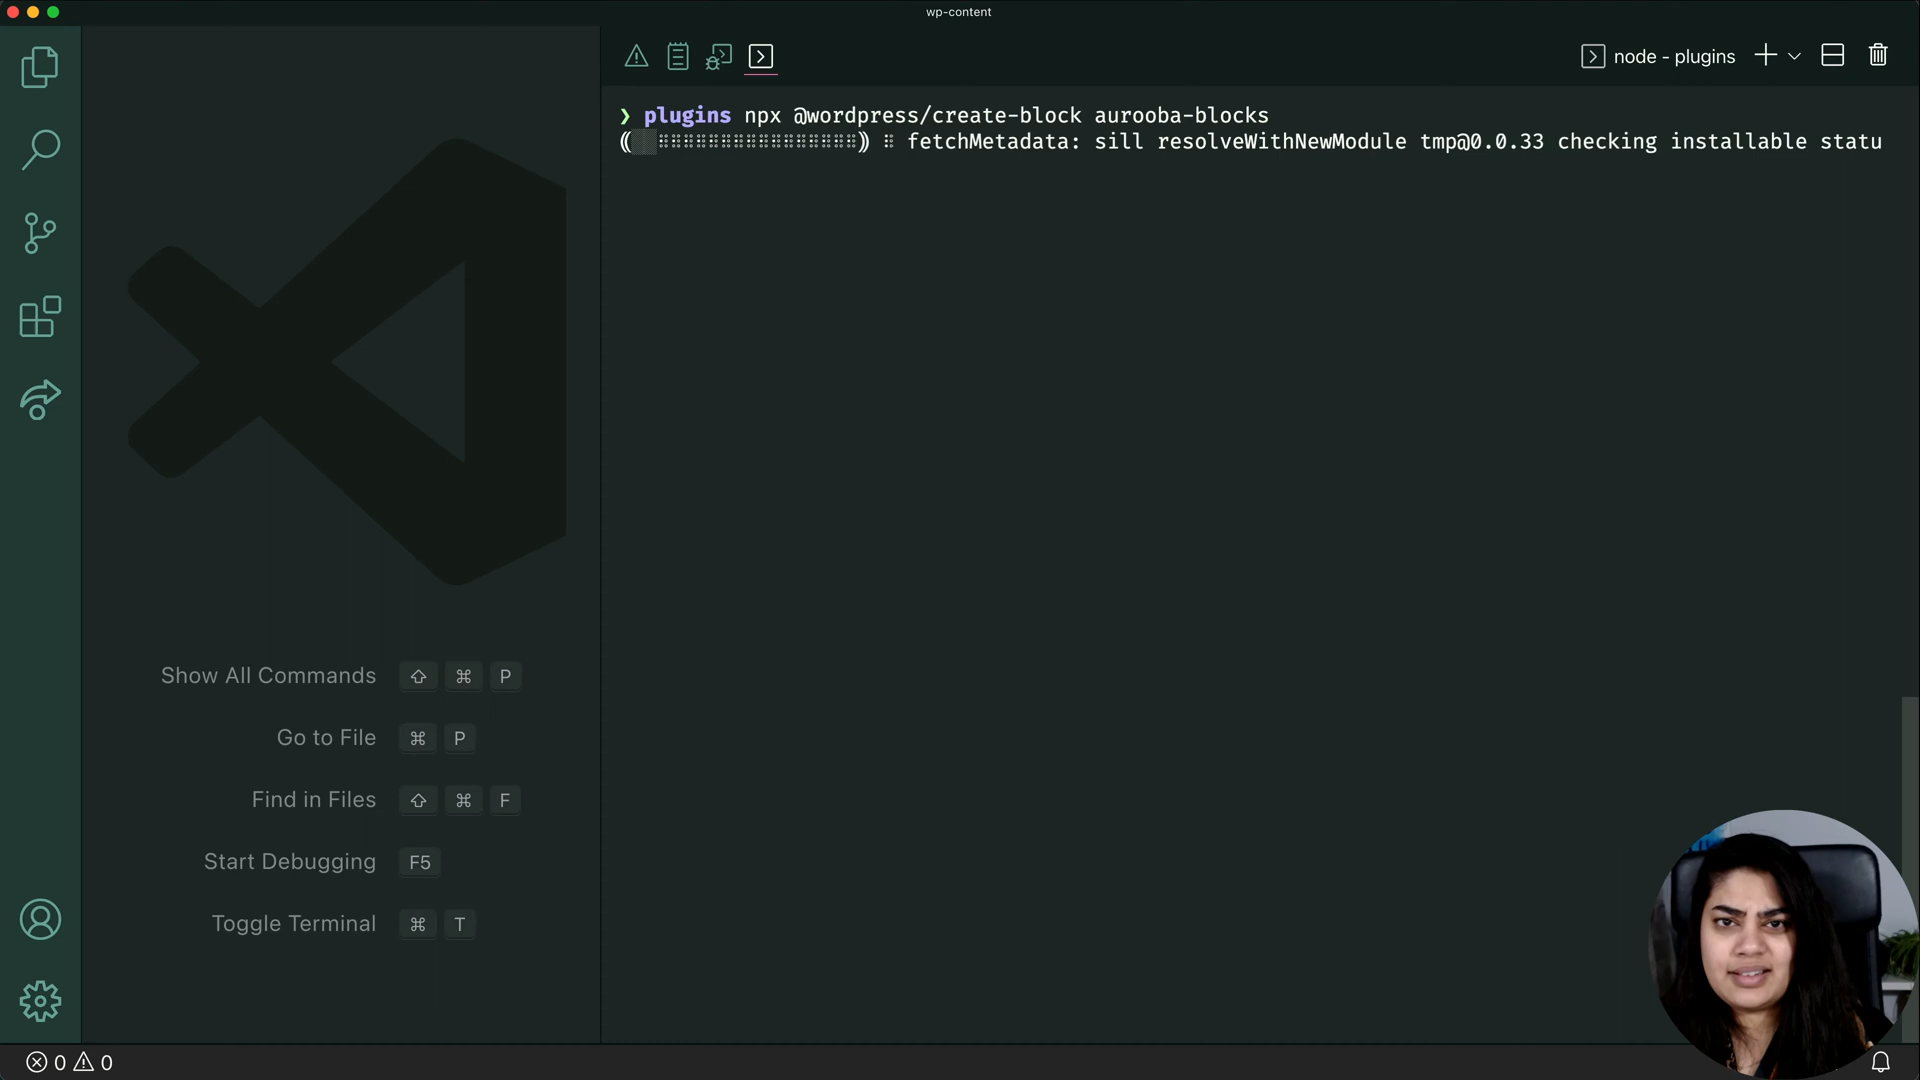 wp-content
node - plugins
❯ plugins npx @wordpress/create-block aurooba-blocks
fetchMetadata: sill resolveWithNewModule tmp@0.0.33 checking installable statu
Show All Commands ⇧ ⌘ P
Go to File ⌘ P
Find in Files ⇧ ⌘ F
Start Debugging F5
Toggle Terminal ⌘ T
0 0